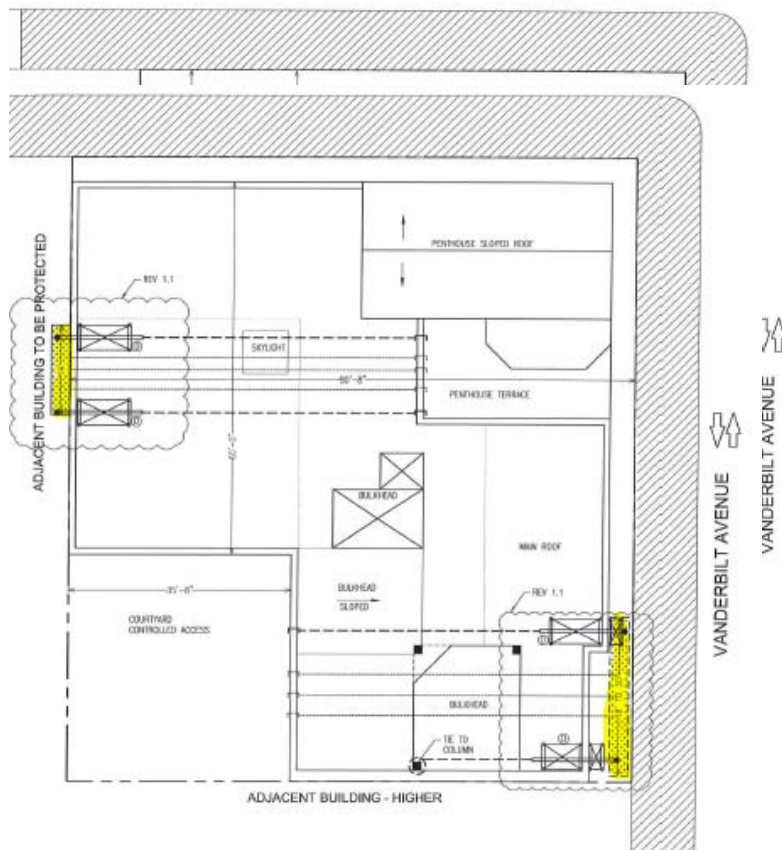 PENTHOUSE SLOPED ROOF
ADJACENT BUILDING TO BE PROTECTED
REV 1.1
SKYLIGHT
PENTHOUSE TERRACE
BULKHEAD
MAIN ROOF
BULKHEAD
SLOPED
REV 1.1
COURTYARD
CONTROLLED ACCESS
BULKHEAD
TIE TO
COLUMN
ADJACENT BUILDING - HIGHER
VANDERBILT AVENUE
VANDERBILT AVENUE